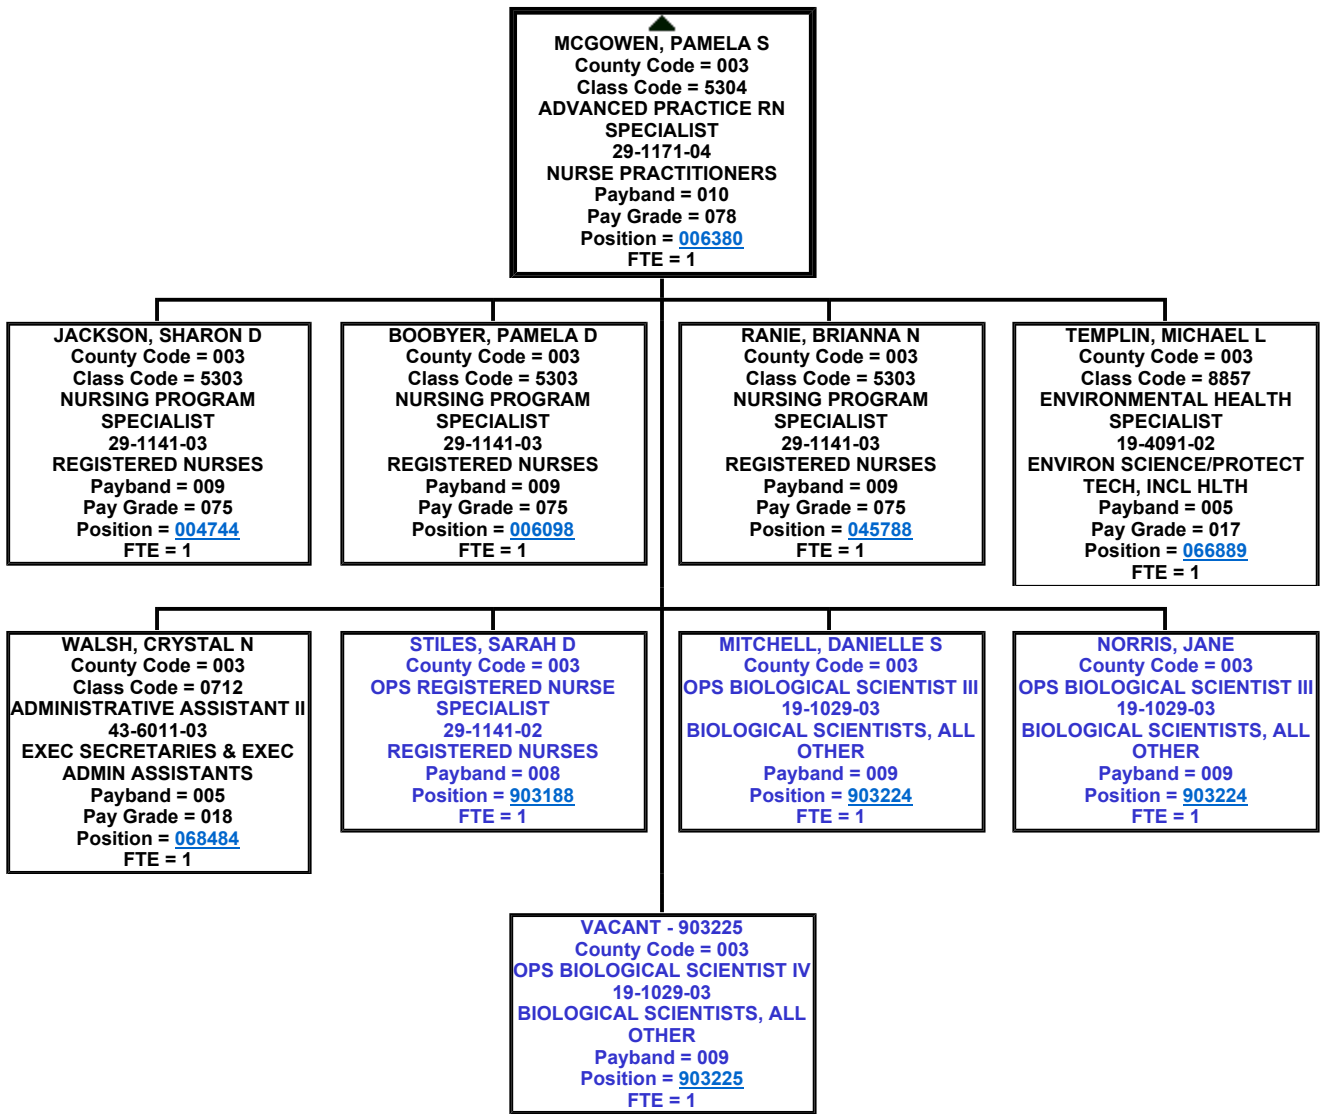 MCGOWEN, PAMELA S
County Code = 003
Class Code = 5304
ADVANCED PRACTICE RN
SPECIALIST
29-1171-04
NURSE PRACTITIONERS
Payband = 010
Pay Grade = 078
Position = 006380
FTE = 1
JACKSON, SHARON D
County Code = 003
Class Code = 5303
NURSING PROGRAM
SPECIALIST
29-1141-03
REGISTERED NURSES
Payband = 009
Pay Grade = 075
Position = 004744
FTE = 1
BOOBYER, PAMELA D
County Code = 003
Class Code = 5303
NURSING PROGRAM
SPECIALIST
29-1141-03
REGISTERED NURSES
Payband = 009
Pay Grade = 075
Position = 006098
FTE = 1
RANIE, BRIANNA N
County Code = 003
Class Code = 5303
NURSING PROGRAM
SPECIALIST
29-1141-03
REGISTERED NURSES
Payband = 009
Pay Grade = 075
Position = 045788
FTE = 1
TEMPLIN, MICHAEL L
County Code = 003
Class Code = 8857
ENVIRONMENTAL HEALTH
SPECIALIST
19-4091-02
ENVIRON SCIENCE/PROTECT
TECH, INCL HLTH
Payband = 005
Pay Grade = 017
Position = 066889
FTE = 1
WALSH, CRYSTAL N
County Code = 003
Class Code = 0712
ADMINISTRATIVE ASSISTANT II
43-6011-03
EXEC SECRETARIES & EXEC
ADMIN ASSISTANTS
Payband = 005
Pay Grade = 018
Position = 068484
FTE = 1
STILES, SARAH D
County Code = 003
OPS REGISTERED NURSE
SPECIALIST
29-1141-02
REGISTERED NURSES
Payband = 008
Position = 903188
FTE = 1
MITCHELL, DANIELLE S
County Code = 003
OPS BIOLOGICAL SCIENTIST III
19-1029-03
BIOLOGICAL SCIENTISTS, ALL
OTHER
Payband = 009
Position = 903224
FTE = 1
NORRIS, JANE
County Code = 003
OPS BIOLOGICAL SCIENTIST III
19-1029-03
BIOLOGICAL SCIENTISTS, ALL
OTHER
Payband = 009
Position = 903224
FTE = 1
VACANT - 903225
County Code = 003
OPS BIOLOGICAL SCIENTIST IV
19-1029-03
BIOLOGICAL SCIENTISTS, ALL
OTHER
Payband = 009
Position = 903225
FTE = 1